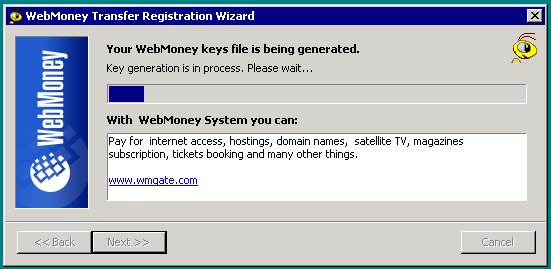 WebMoney Transfer Registration Wizard
WebMoney
Your WebMoney keys file is being generated.
Key generation is in process. Please wait...
With WebMoney System you can:
Pay for internet access, hostings, domain names, satellite TV, magazines
subscription, tickets booking and many other things.
www.wmgate.com
<< Back
Next >>
Cancel